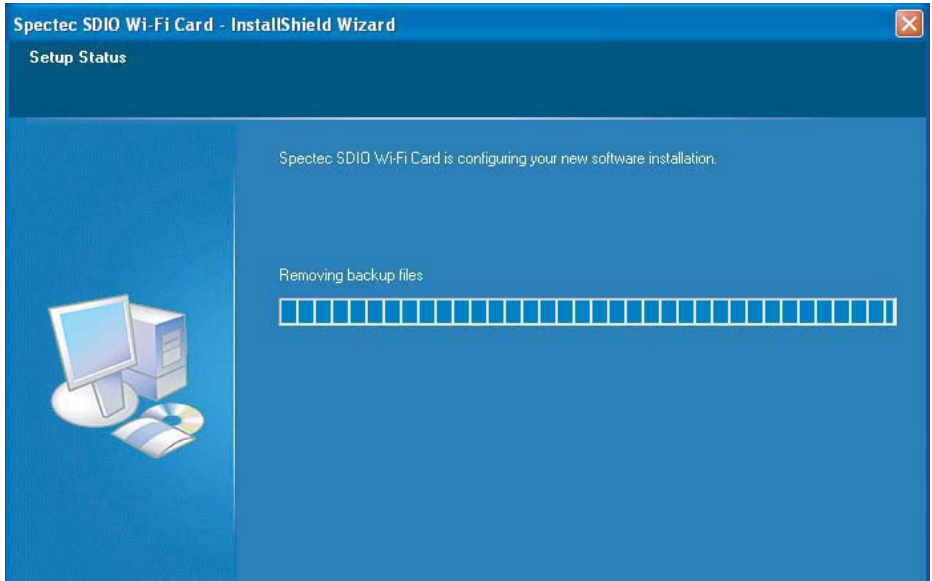 Spectec SDIO Wi-Fi Card - InstallShield Wizard
Setup Status
Spectec SDIO Wi-Fi Card is configuring your new software installation.
Removing backup files